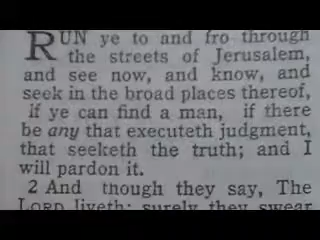 RUN ye to and fro through
the streets of Jerusalem,
and see now, and know, and
seek in the broad places thereof,
if ye can find a man, if there
be any that executeth judgment,
that seeketh the truth; and I
will pardon it.
2 And though they say, The
LORD liveth; surely they swear